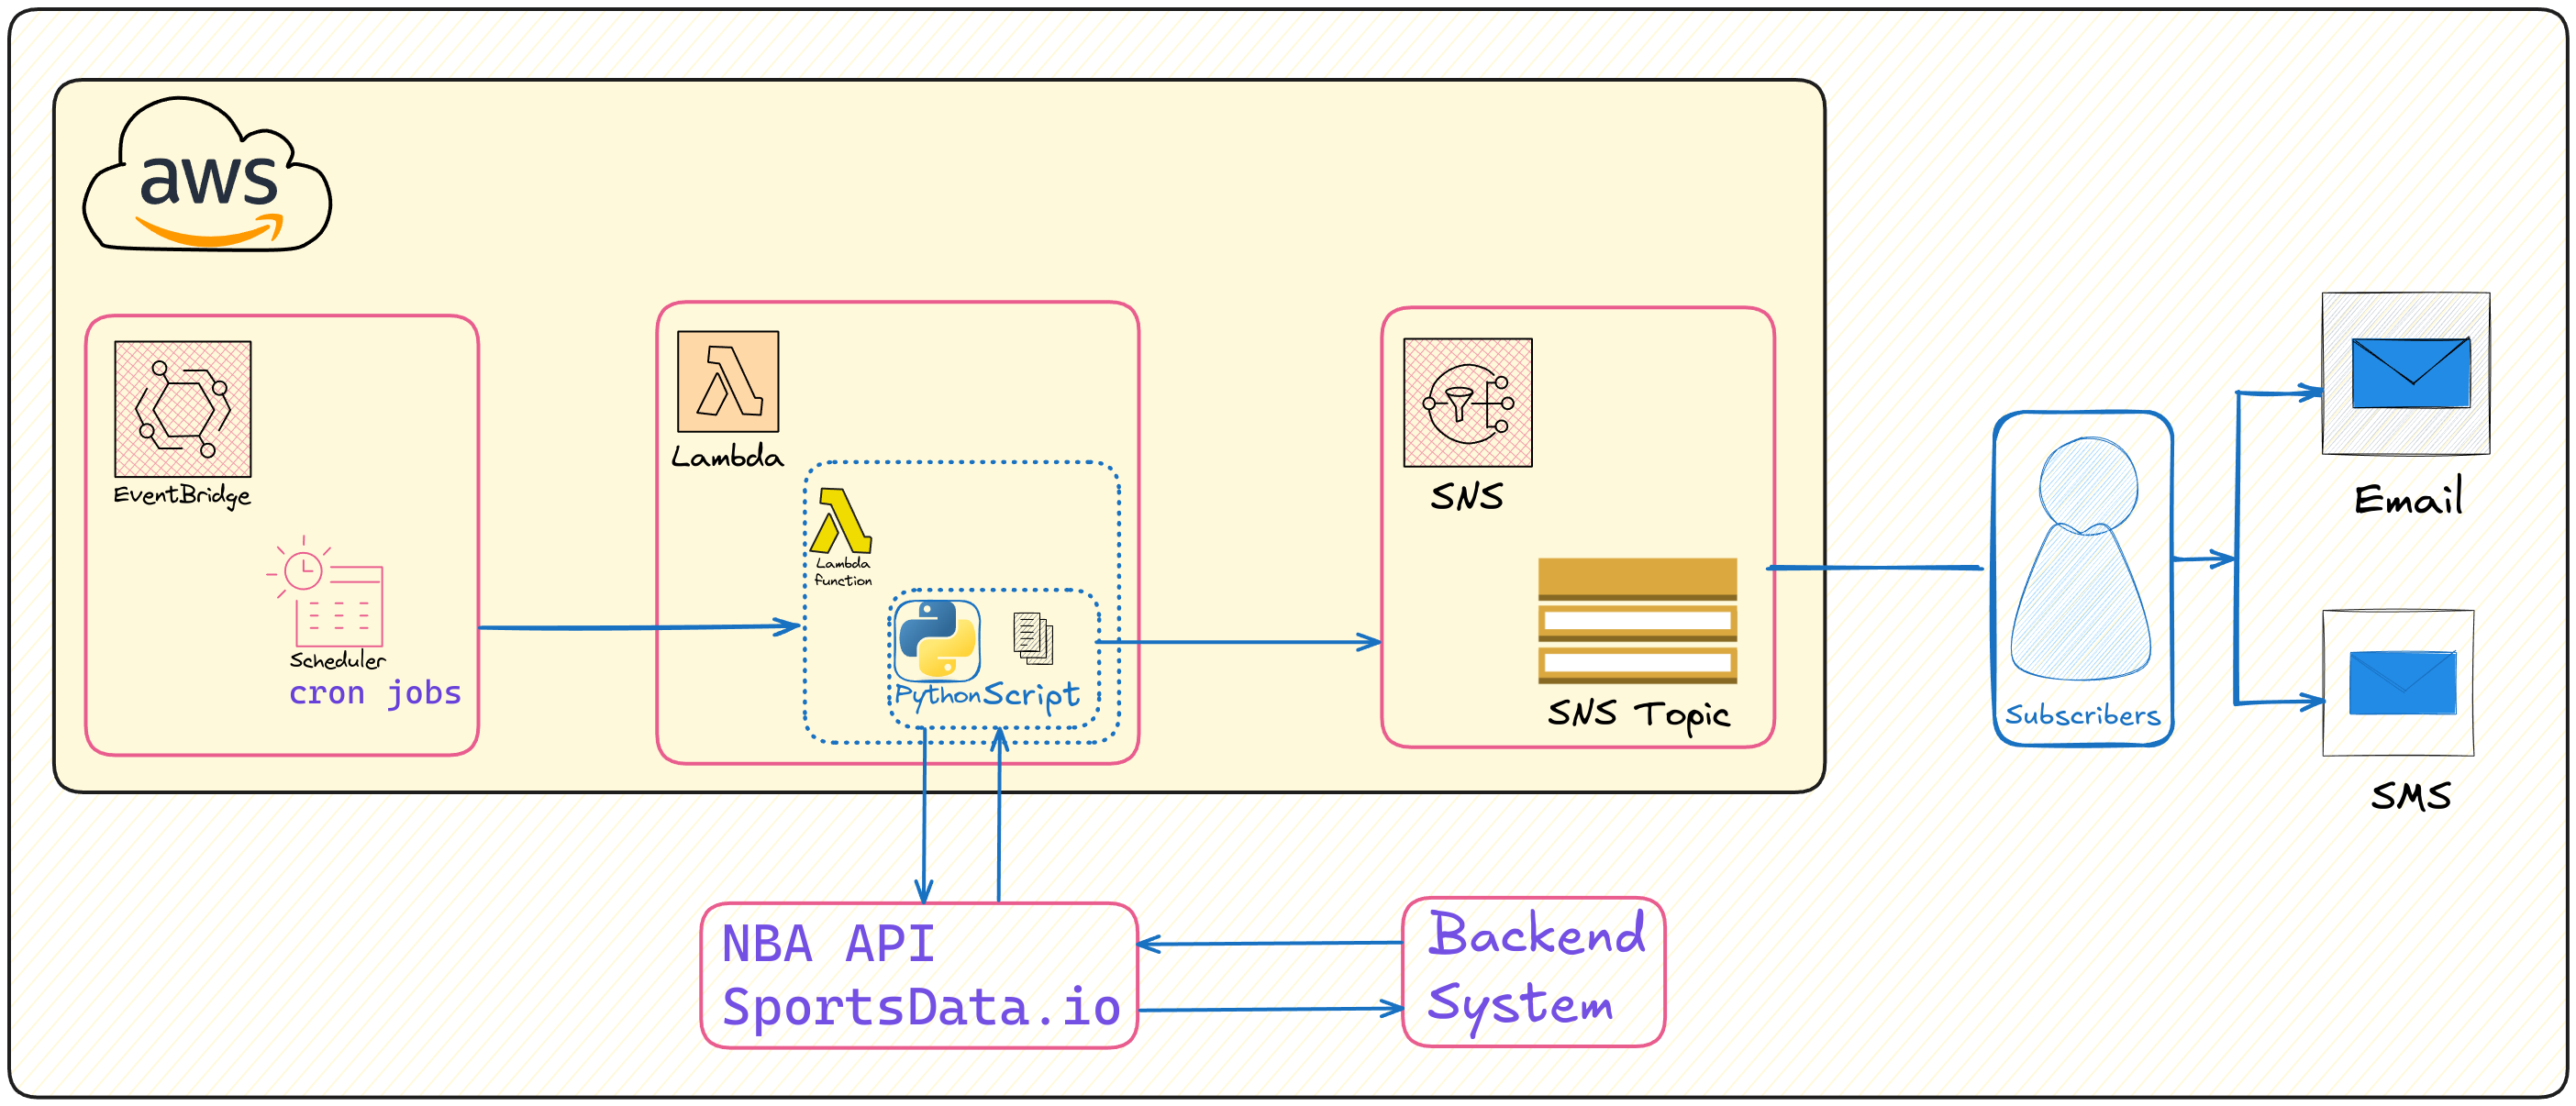 aws
EventBridge
Scheduler
cron jobs
Lambda
Lambda
function
PythonScript
SNS
SNS Topic
Subscribers
Email
SMS
NBA API
SportsData.io
Backend
System